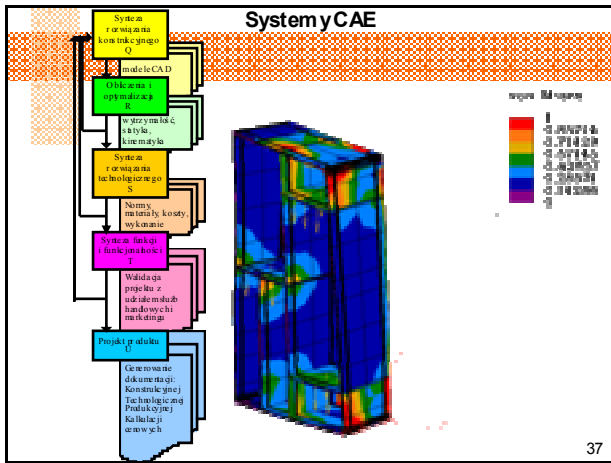 Systemy CAE
Synteza
rozwiązania
konstrukcyjnego
Q
modele CAD
Obliczenia i
optymalizacja
R
wytrzymałość,
statyka,
kinematyka
Synteza
rozwiązania
technologicznego
S
Normy,
materiały, koszty,
wykonanie
Synteza funkcji
i funkcjonalności
T
Walidacja
projektu z
udziałem służb
handlowych i
marketingu
Projekt produktu
U
Generowanie
dokumentacji:
Konstrukcyjnej
Technologicznej
Produkcyjnej
Kalkulacji
cenowych
37